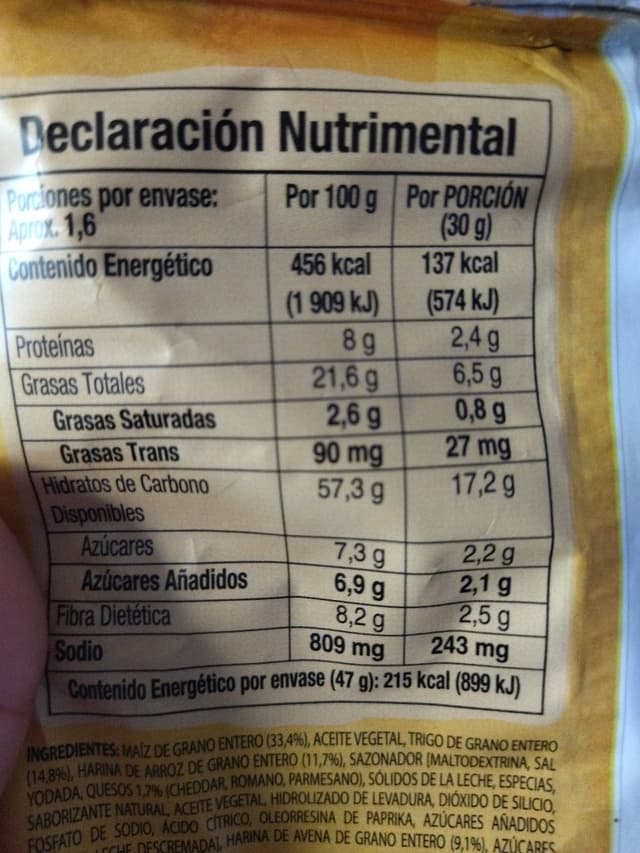 Declaración Nutrimental
Porciones por envase: Por 100 g Por PORCIÓN
Aprox. 1,6 (30 g)
Contenido Energético 456 kcal 137 kcal
(1 909 kJ) (574 kJ)
Proteínas 8 g 2,4 g
Grasas Totales 21,6 g 6,5 g
Grasas Saturadas 2,6 g 0,8 g
Grasas Trans 90 mg 27 mg
Hidratos de Carbono 57,3 g 17,2 g
Disponibles
Azúcares 7,3 g 2,2 g
Azúcares Añadidos 6,9 g 2,1 g
Fibra Dietética 8,2 g 2,5 g
Sodio 809 mg 243 mg
Contenido Energético por envase (47 g): 215 kcal (899 kJ)
INGREDIENTES: MAÍZ DE GRANO ENTERO (33,4%), ACEITE VEGETAL, TRIGO DE GRANO ENTERO
(14,8%), HARINA DE ARROZ DE GRANO ENTERO (11,7%), SAZONADOR [MALTODEXTRINA, SAL
YODADA, QUESOS 1,7% (CHEDDAR, ROMANO, PARMESANO), SÓLIDOS DE LA LECHE, ESPECIAS,
SABORIZANTE NATURAL, ACEITE VEGETAL, HIDROLIZADO DE LEVADURA, DIÓXIDO DE SILICIO,
FOSFATO DE SODIO, ÁCIDO CÍTRICO, OLEORRESINA DE PAPRIKA, AZÚCARES AÑADIDOS
DESCREMADA], HARINA DE AVENA DE GRANO ENTERO (9,1%), AZÚCARES